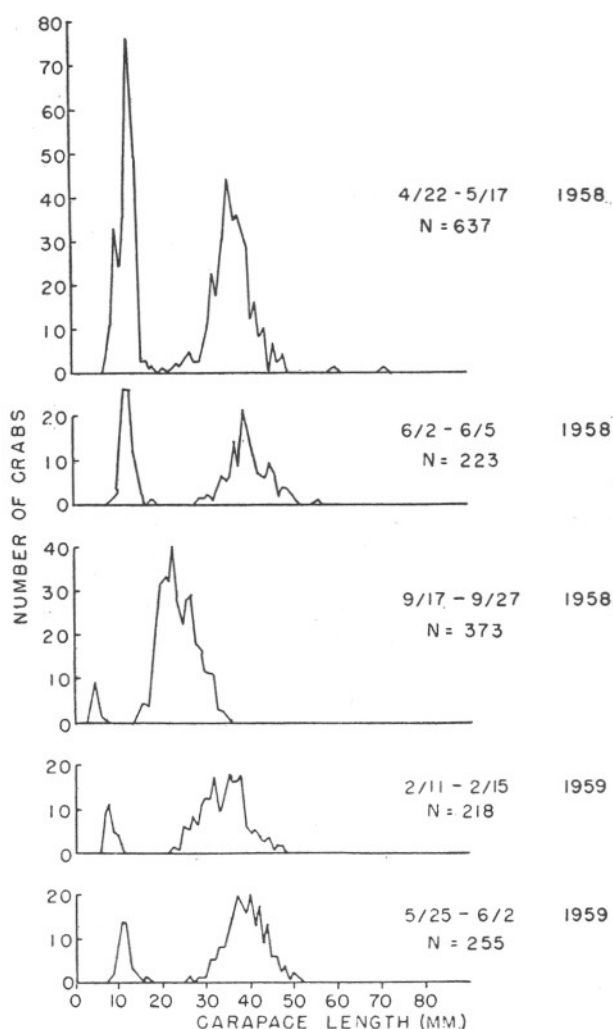 80
70
60
50
40
30
20
10
0
4/22 - 5/17 1958
N = 637
20
10
0
6/2 - 6/5 1958
N = 223
NUMBER OF CRABS
40
30
20
10
0
9/17 - 9/27 1958
N = 373
20
10
0
2/11 - 2/15 1959
N = 218
20
10
0
5/25 - 6/2 1959
N = 255
0 10 20 30 40 50 60 70 80
CARAPACE LENGTH (MM.)